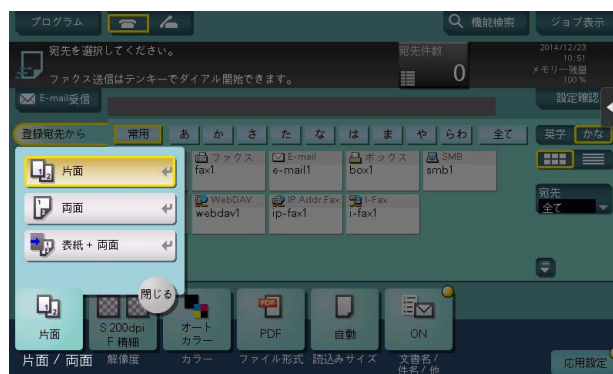 プログラム
機能検索
ジョブ表示
宛先を選択してください。
ファクス送信はテンキーでダイアル開始できます。
宛先件数
0
2014/12/23
10:51
メモリー残量
100 %
E-mail受信
設定確認
登録宛先から
常用
あ
か
さ
た
な
は
ま
や
らわ
全て
英字
かな
ファクス
fax1
E-mail
e-mail1
ボックス
box1
SMB
smb1
WebDAV
webdav1
IP Addr.Fax
ip-fax1
I-Fax
i-fax1
宛先
全て
片面
両面
表紙 + 両面
閉じる
片面
S 200dpi
F 精細
オート
カラー
PDF
自動
ON
片面 / 両面
解像度
カラー
ファイル形式
読込みサイズ
文書名/
件名/他
応用設定